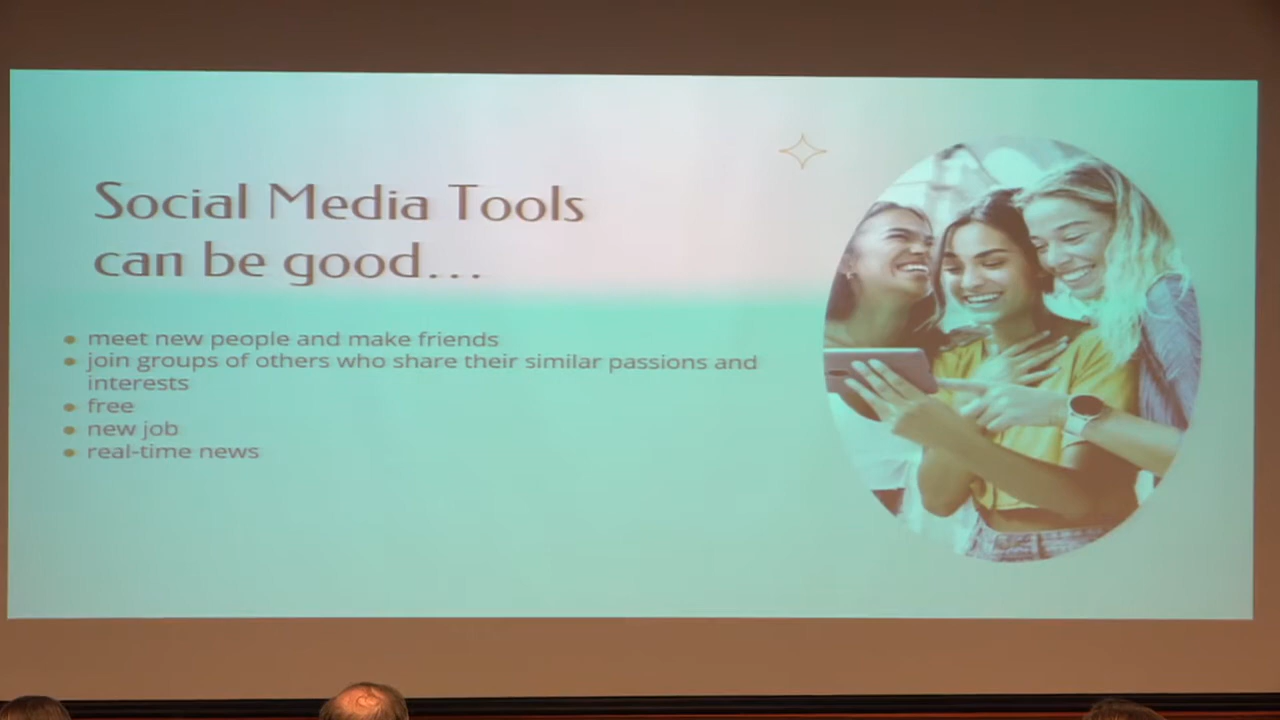 Social Media Tools
can be good...
meet new people and make friends
join groups of others who share their similar passions and
interests
free
new job
real-time news